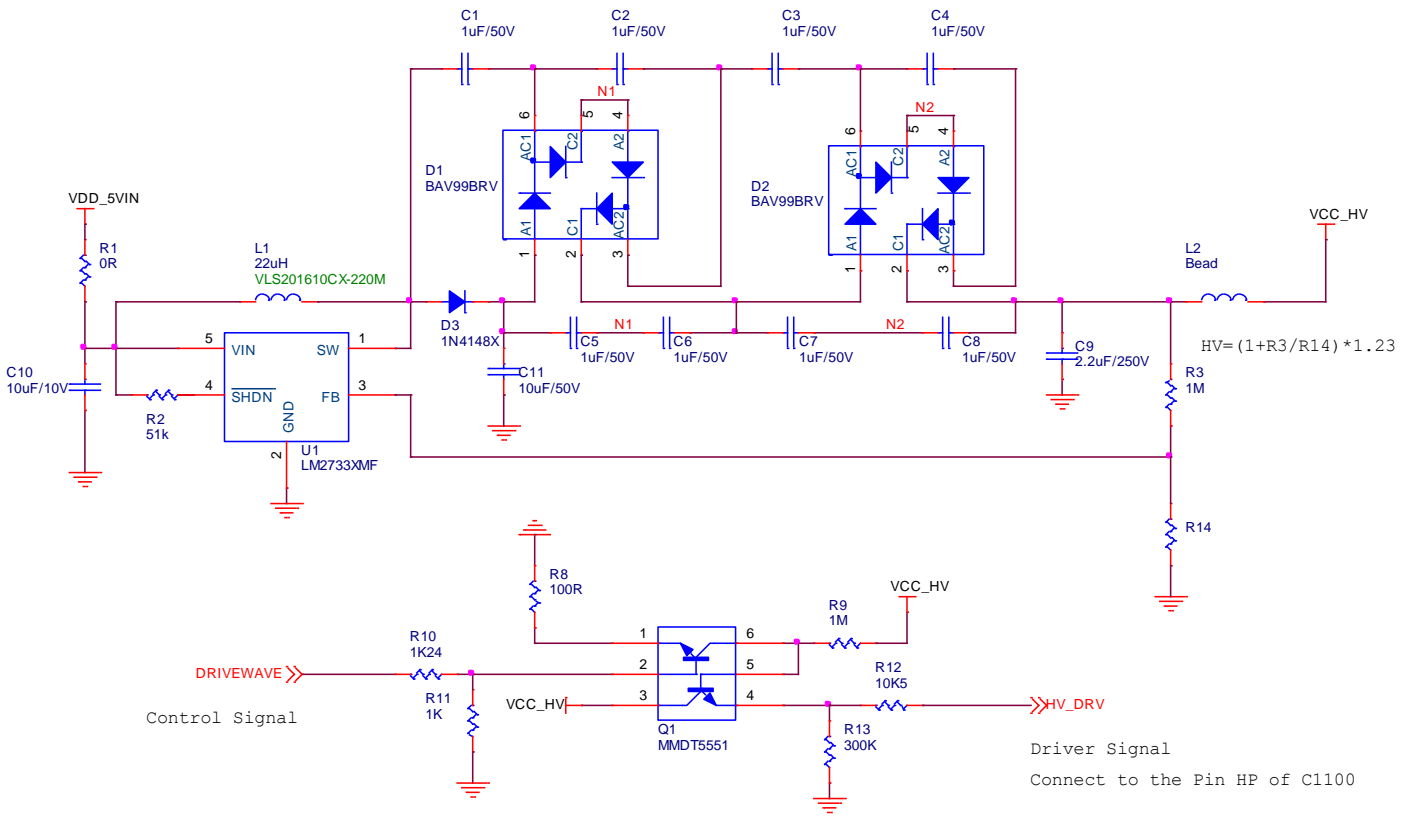 C1
1uF/50V
C2
1uF/50V
C3
1uF/50V
C4
1uF/50V
N1
6
5
4
AC1
C2
A2
D1
BAV99BRV
A1
C1
AC2
1
2
3
N2
6
5
4
AC1
C2
A2
D2
BAV99BRV
A1
C1
AC2
1
2
3
VDD_5VIN
R1
0R
L1
22uH
VLS201610CX-220M
D3
1N4148X
VCC_HV
L2
Bead
C5
1uF/50V
N1
C6
1uF/50V
C7
1uF/50V
N2
C8
1uF/50V
C9
2.2uF/250V
HV=(1+R3/R14)*1.23
C10
10uF/10V
5
VIN
SW
1
4
SHDN
FB
3
GND
2
U1
LM2733XMF
R2
51k
C11
10uF/50V
R3
1M
R14
R8
100R
VCC_HV
R9
1M
R10
1K24
1
6
DRIVEWAVE
2
5
R12
10K5
R11
1K
VCC_HV
3
4
HV_DRV
Control Signal
Q1
MMDT5551
R13
300K
Driver Signal
Connect to the Pin HP of C1100